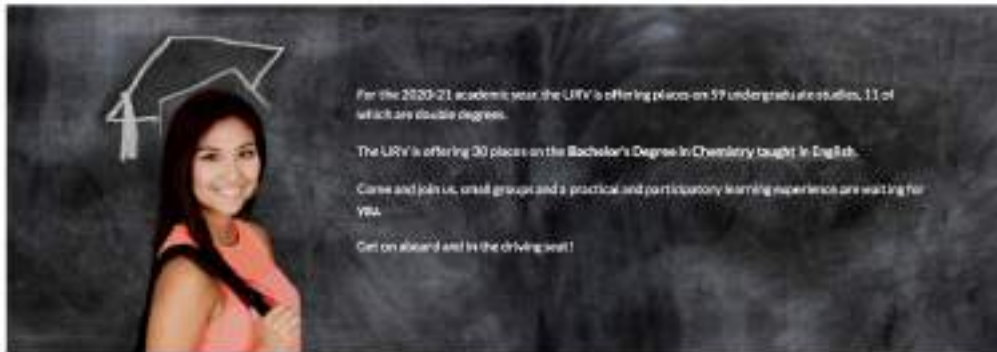 For the 2020-21 academic year, the URV is offering places on 59 undergraduate studies, 11 of
which are double degrees.
The URV is offering 30 places on the Bachelor's Degree in Chemistry taught in English.
Come and join us, small groups and a practical and participatory learning experience are waiting for
you.
Get on aboard and in the driving seat!